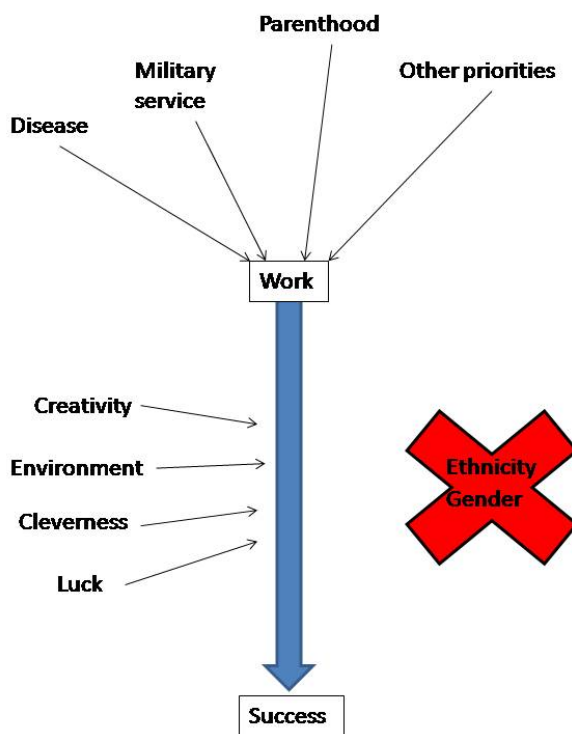 Parenthood
Military
service
Other priorities
Disease
Work
Creativity
Environment
Cleverness
Luck
Ethnicity
Gender
Success